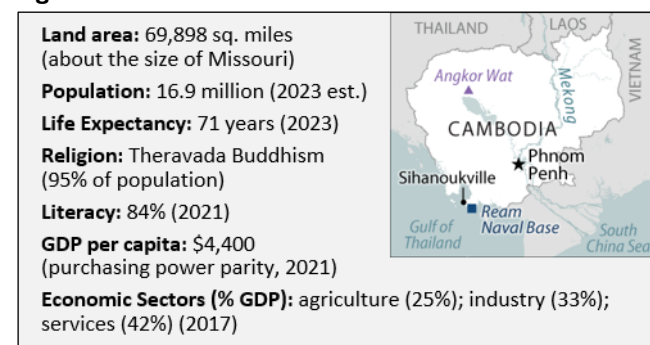 Land area: 69,898 sq. miles
(about the size of Missouri)
Population: 16.9 million (2023 est.)
Life Expectancy: 71 years (2023)
Religion: Theravada Buddhism
(95% of population)
Literacy: 84% (2021)
GDP per capita: $4,400
(purchasing power parity, 2021)
Economic Sectors (% GDP): agriculture (25%); industry (33%);
services (42%) (2017)
THAILAND
LAOS
VIETNAM
Angkor Wat
Mekong
CAMBODIA
Phnom
Penh
Sihanoukville
Ream
Naval Base
Gulf of
Thailand
South
China Sea